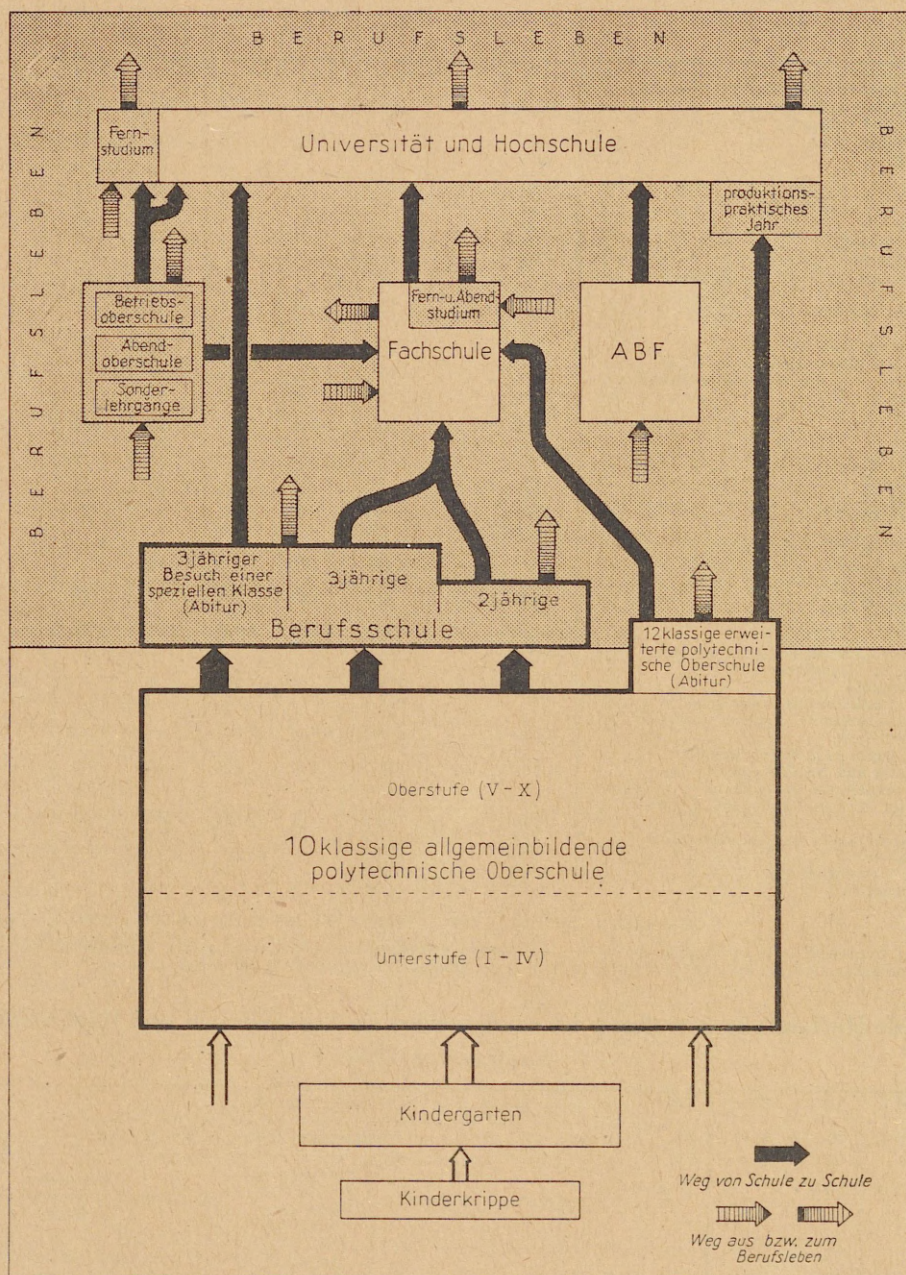 BERUFSLEBEN
BERUFSLEBEN
BERUFSLEBEN
Fern-
studium
Universität und Hochschule
produktions-
praktisches
Jahr
Betriebs-
oberschule
Abend-
oberschule
Sonder-
lehrgänge
Fern-u. Abend-
studium
Fachschule
ABF
3jähriger
Besuch einer
speziellen Klasse
(Abitur)
3jährige
2jährige
Berufsschule
12klassige erwei-
terte polytechni-
sche Oberschule
(Abitur)
Oberstufe (V - X)
10klassige allgemeinbildende
polytechnische Oberschule
Unterstufe (I - IV)
Kindergarten
Kinderkrippe
Weg von Schule zu Schule
Weg aus bzw. zum
Berufsleben